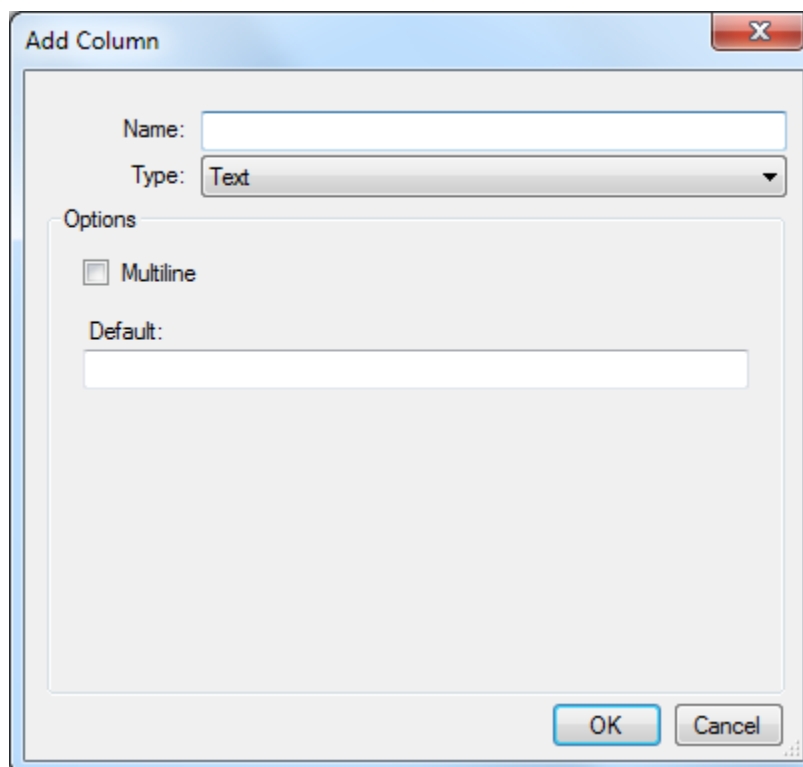 Add Column
Name:
Type: Text
Options
Multiline
Default:
OK Cancel